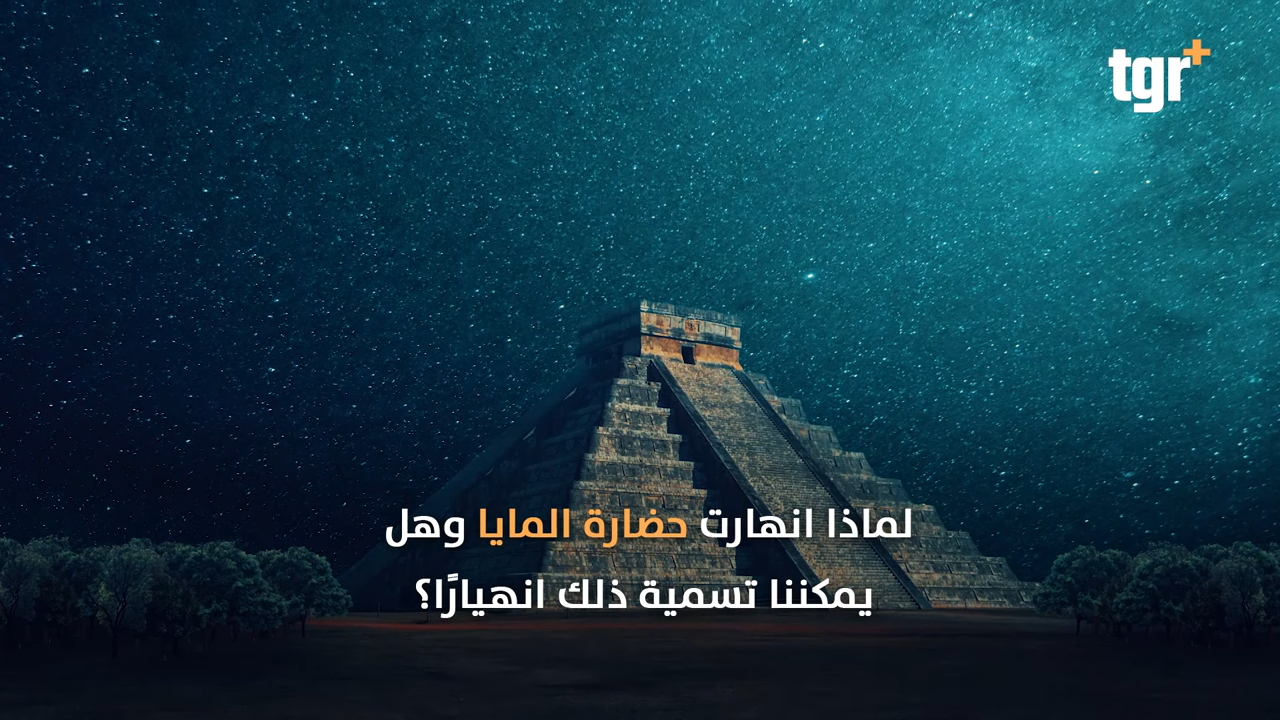 tgr+
لماذا انهارت حضارة المايا وهل
يمكننا تسمية ذلك انهيارًا؟